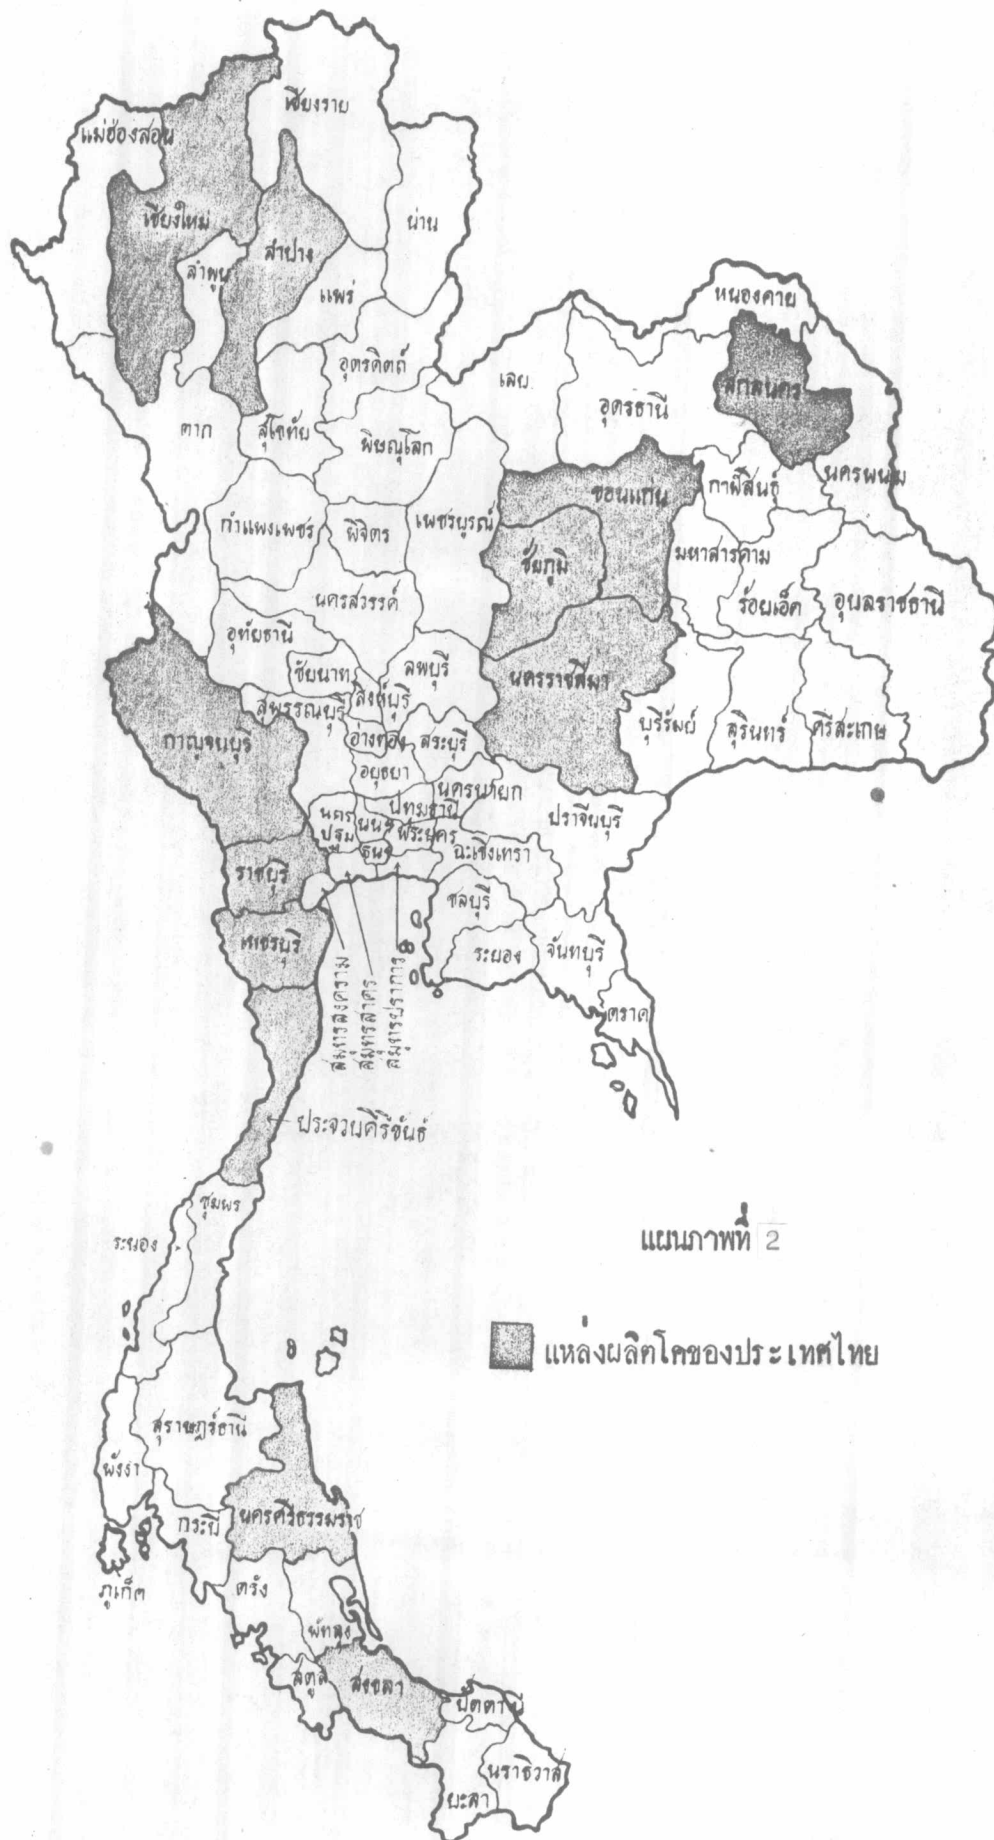 เชียงราย
แม่ฮ่องสอน
เชียงใหม่
น่าน
ลำปาง
ลำพูน
แพร่
หนองคาย
อุตรดิตถ์
เลย
สกลนคร
อุดรธานี
ตาก
สุโขทัย
พิษณุโลก
นครพนม
ขอนแก่น
กาฬสินธุ์
กำแพงเพชร
พิจิตร
เพชรบูรณ์
ชัยภูมิ
มหาสารคาม
นครสวรรค์
ร้อยเอ็ด
อุบลราชธานี
อุทัยธานี
ชัยนาท
ลพบุรี
นครราชสีมา
สุพรรณบุรี
สิงห์บุรี
บุรีรัมย์
สุรินทร์
ศรีสะเกษ
กาญจนบุรี
อ่างทอง
สระบุรี
อยุธยา
นครนายก
ปทุมธานี
ปราจีนบุรี
นคร
ปฐม
นนท
พระนคร
ธนฯ
ฉะเชิงเทรา
ราชบุรี
ชลบุรี
เพชรบุรี
ระยอง
จันทบุรี
ตราด
สมุทรสงคราม
สมุทรสาคร
สมุทรปราการ
ประจวบคีรีขันธ์
ชุมพร
ระนอง
แผนภาพที่ 2
แหล่งผลิตโคของประเทศไทย
สุราษฎร์ธานี
พังงา
กระบี่
นครศรีธรรมราช
ภูเก็ต
ตรัง
พัทลุง
สตูล
สงขลา
ปัตตานี
นราธิวาส
ยะลา